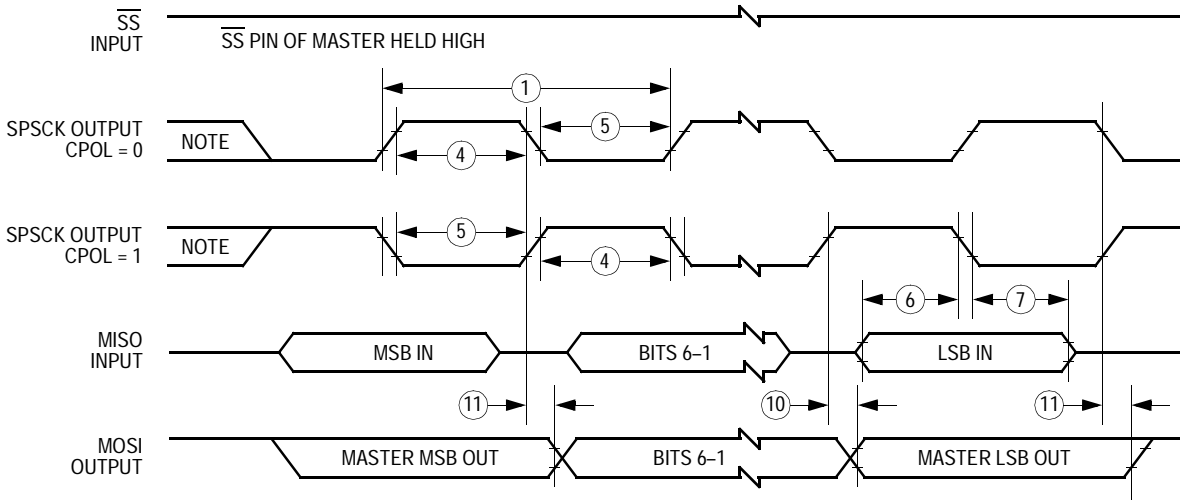 SS
INPUT
SS PIN OF MASTER HELD HIGH
1
SPSCK OUTPUT
CPOL = 0
NOTE
5
4
SPSCK OUTPUT
CPOL = 1
NOTE
5
4
6
7
MISO
INPUT
MSB IN
BITS 6–1
LSB IN
11
10
11
MOSI
OUTPUT
MASTER MSB OUT
BITS 6–1
MASTER LSB OUT